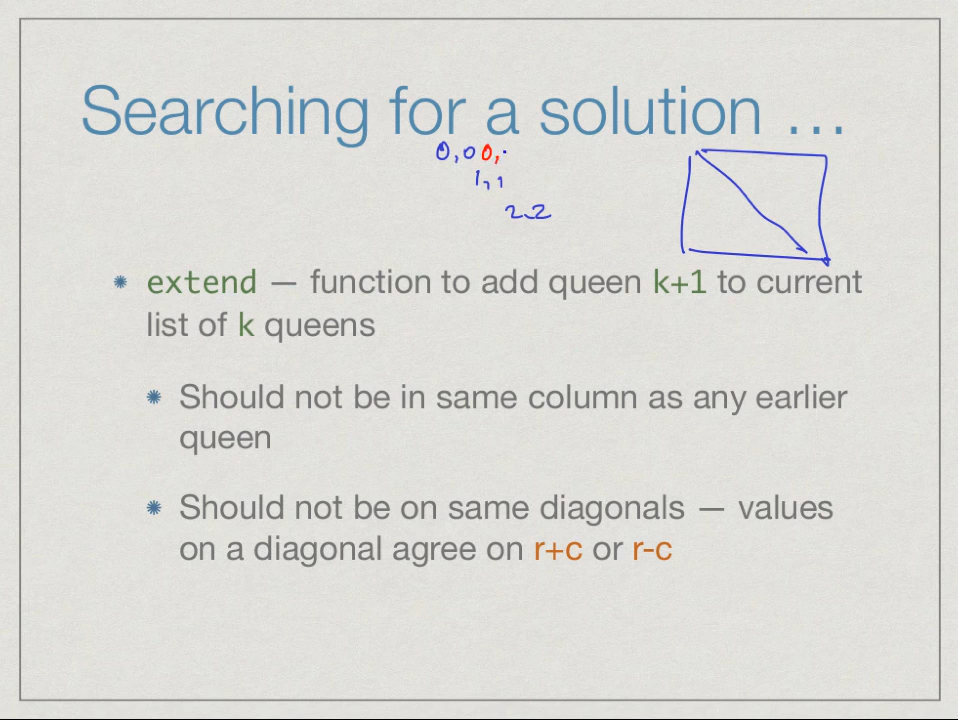 Searching for a solution ...
0,0 0,.
1,1
2,2
extend — function to add queen k+1 to current
list of k queens
Should not be in same column as any earlier
queen
Should not be on same diagonals — values
on a diagonal agree on r+c or r-c